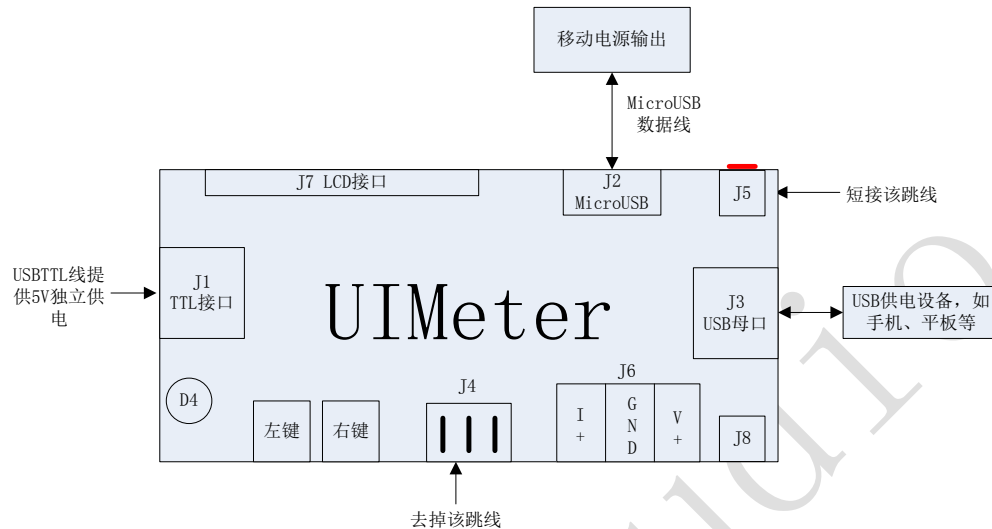 移动电源输出
MicroUSB
数据线
J7 LCD接口
J2
MicroUSB
J5
短接该跳线
USBTTL线提
供5V独立供
电
J1
TTL接口
UIMeter
J3
USB母口
USB供电设备，如
手机、平板等
D4
左键
右键
J4
J6
I
+
G
N
D
V
+
J8
去掉该跳线